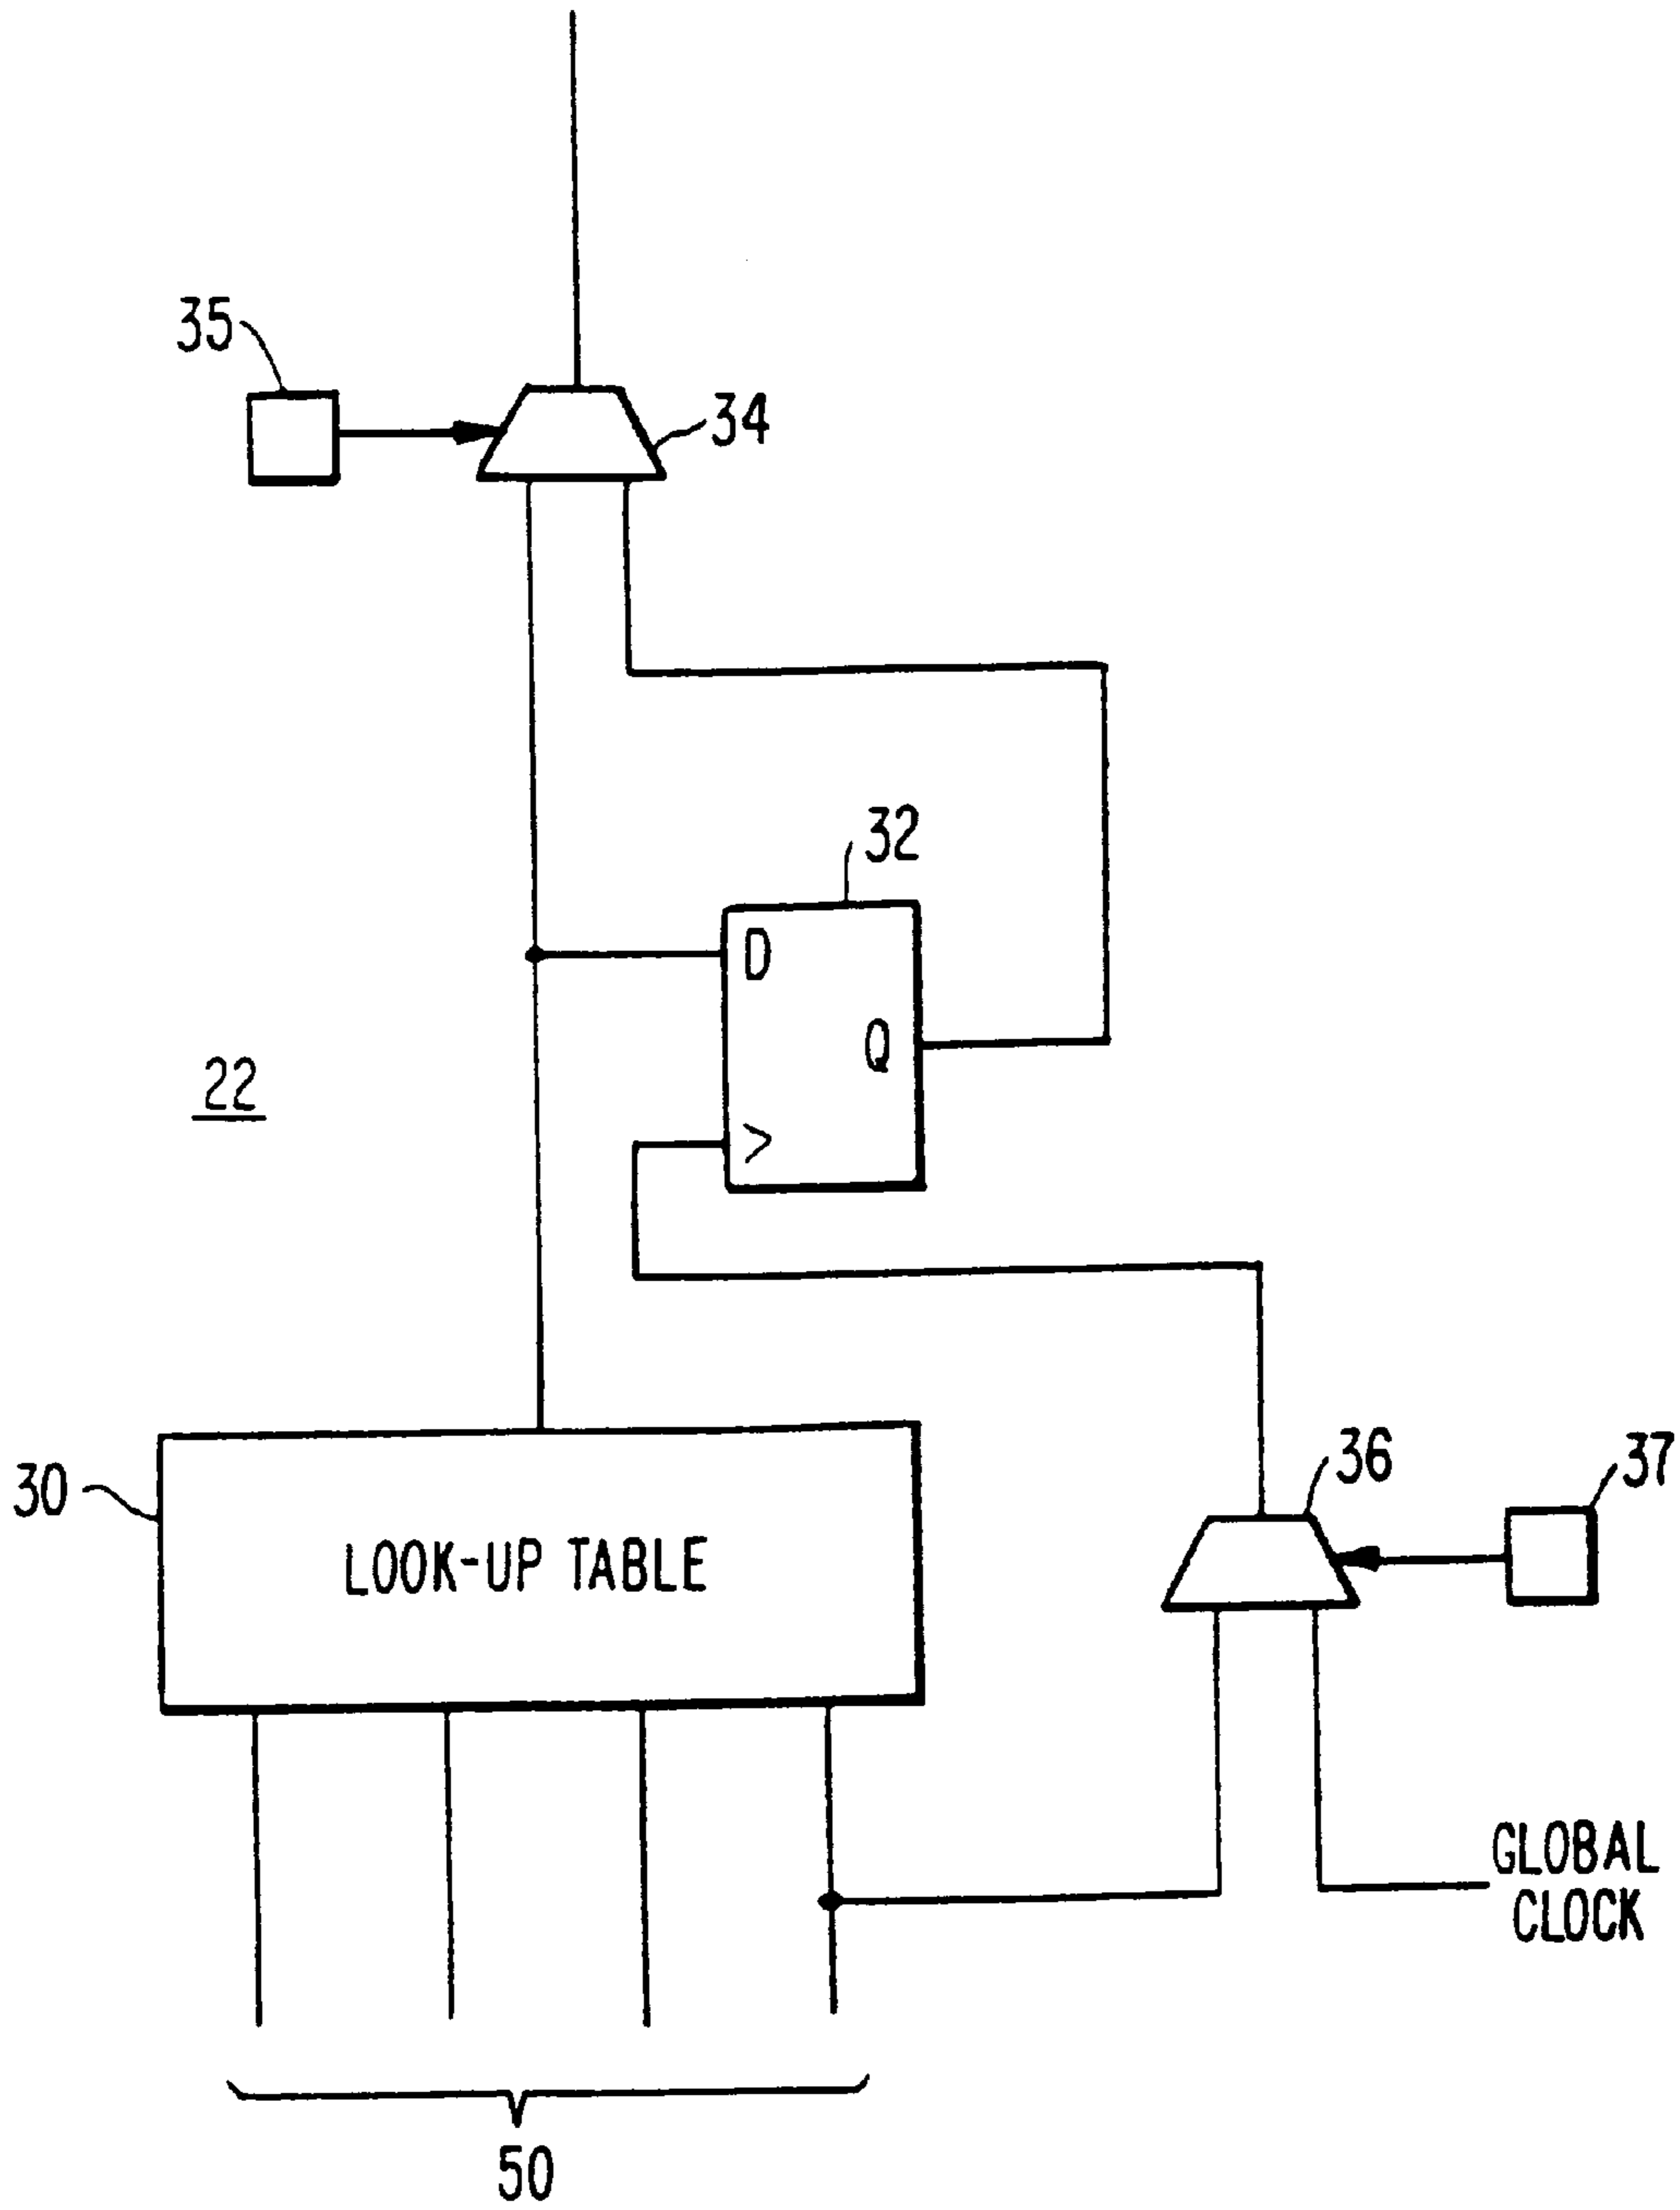 35
34
32
D
Q
>
22
30
LOOK-UP TABLE
36
37
GLOBAL
CLOCK
50